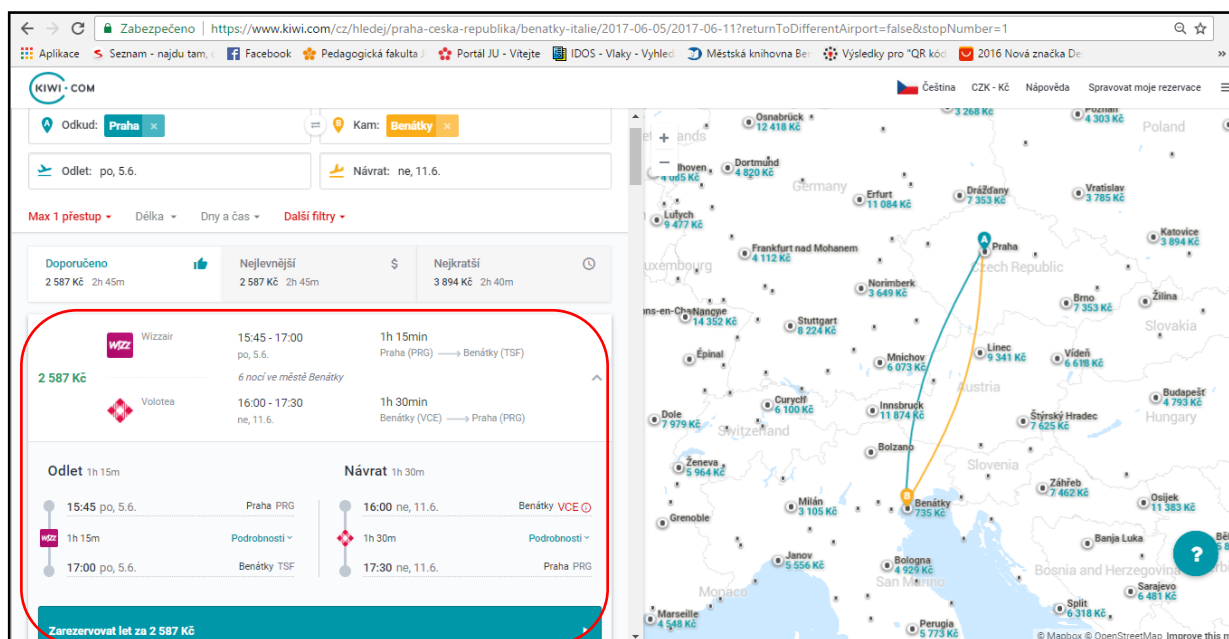 Zabezpečeno | https://www.kiwi.com/cz/hledej/praha-ceska-republika/benatky-italie/2017-06-05/2017-06-11?returnToDifferentAirport=false&stopNumber=1
Aplikace Seznam - najdu tam, Facebook Pedagogická fakulta Portál JU - Vítejte IDOS - Vlaky - Vyhled Městská knihovna Ber Výsledky pro "QR kód 2016 Nová značka De »
KIWI·COM
Čeština CZK - Kč Nápověda Spravovat moje rezervace
A Odkud: Praha ×
B Kam: Benátky ×
Odlet: po, 5.6.
Návrat: ne, 11.6.
Max 1 přestup Délka Dny a čas Další filtry
Doporučeno
2 587 Kč 2h 45m
Nejlevnější $
2 587 Kč 2h 45m
Nejkratší
3 894 Kč 2h 40m
WIZZ Wizzair 15:45 - 17:00 1h 15min
po, 5.6. Praha (PRG) → Benátky (TSF)
2 587 Kč 6 nocí ve městě Benátky
Volotea 16:00 - 17:30 1h 30min
ne, 11.6. Benátky (VCE) → Praha (PRG)
Odlet 1h 15m
15:45 po, 5.6. Praha PRG
WIZZ 1h 15m Podrobnosti
17:00 po, 5.6. Benátky TSF
Návrat 1h 30m
16:00 ne, 11.6. Benátky VCE
1h 30m Podrobnosti
17:30 ne, 11.6. Praha PRG
Zarezervovat let za 2 587 Kč
+
−
Osnabrück
12 418 Kč
3 268 Kč
Poznaň
4 303 Kč
Poland
Dortmund
4 820 Kč
hoven
4 085 Kč
Germany
Erfurt
11 084 Kč
Drážďany
7 353 Kč
Vratislav
3 785 Kč
Lutych
9 477 Kč
Katovice
3 894 Kč
Frankfurt nad Mohanem
4 112 Kč
A
Praha
Czech Republic
uxembourg
Norimberk
3 649 Kč
Brno
7 353 Kč
Žilina
ns-en-Cha
Nangye
14 352 Kč
Stuttgart
8 224 Kč
Slovakia
Épinal
Mnichov
6 073 Kč
Linec
9 341 Kč
Vídeň
6 618 Kč
Austria
Budapešť
4 793 Kč
Hungary
Curych
6 100 Kč
Innsbruck
11 874 Kč
Dole
7 979 Kč
Switzerland
Štýrský Hradec
7 625 Kč
Bolzano
Slovenia
Ženeva
5 964 Kč
Záhřeb
7 462 Kč
Milán
3 105 Kč
B
Benátky
735 Kč
Osijek
11 383 Kč
Grenoble
Banja Luka
Janov
5 556 Kč
Bologna
4 929 Kč
San Marino
Bosnia and Herzegovina
?
Monaco
Sarajevo
6 481 Kč
Split
6 318 Kč
Marseille
4 548 Kč
Perugia
5 773 Kč
© Mapbox © OpenStreetMap Improve this